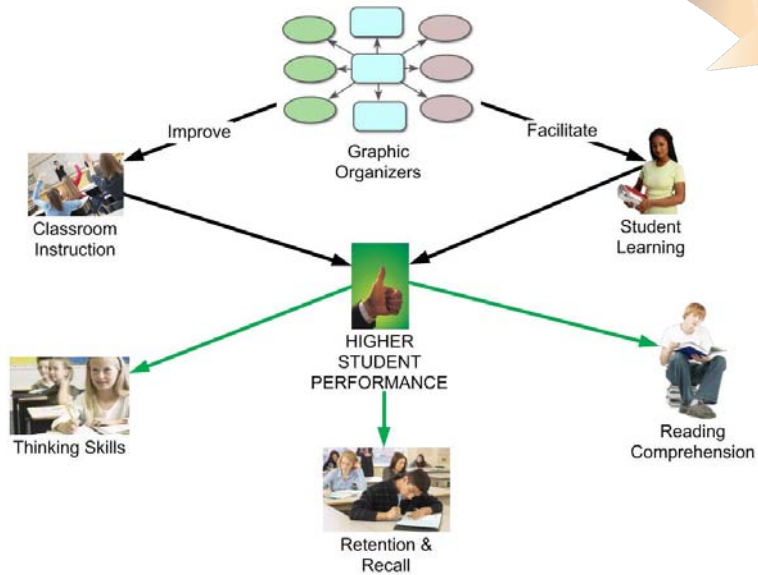 Improve
Facilitate
Graphic
Organizers
Classroom
Instruction
Student
Learning
HIGHER
STUDENT
PERFORMANCE
Thinking Skills
Reading
Comprehension
Retention &
Recall